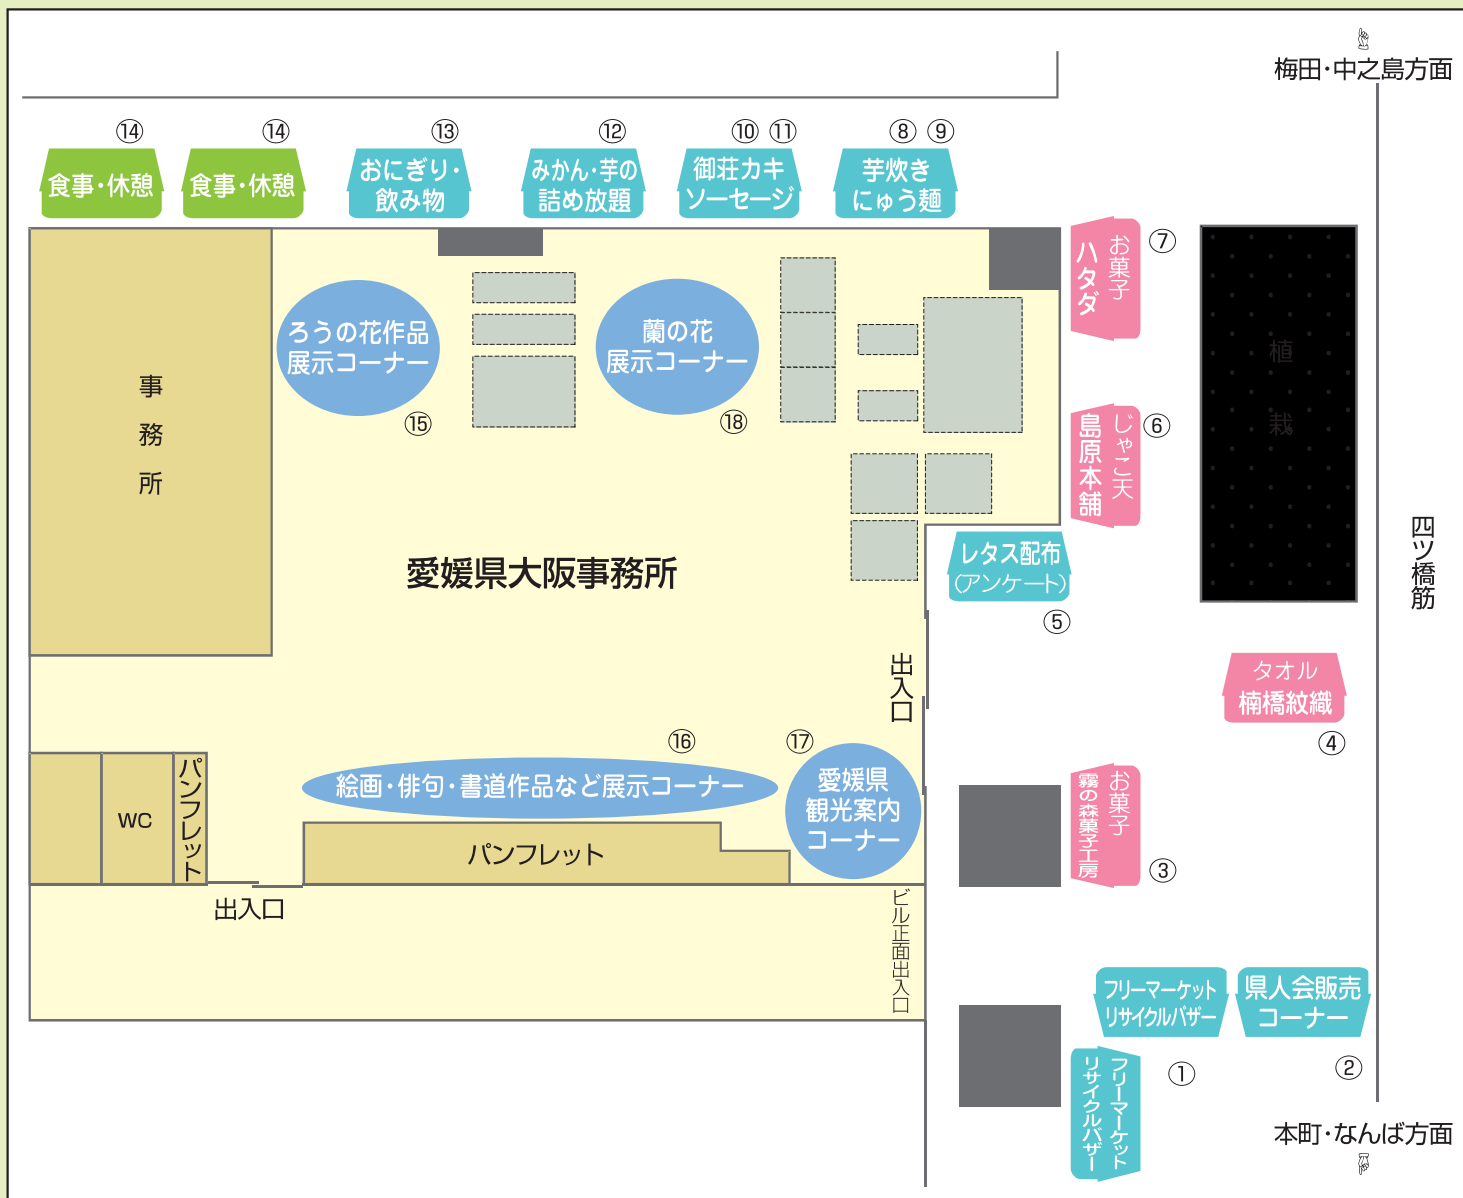 梅田・中之島方面
⑭
⑭
⑬
⑫
⑩ ⑪
⑧ ⑨
食事・休憩
食事・休憩
おにぎり・
飲み物
みかん・芋の
詰め放題
御荘カキ
ソーセージ
芋炊き
にゅう麺
お菓子
ハタダ
⑦
ろうの花作品
展示コーナー
⑮
蘭の花
展示コーナー
⑱
事務所
植栽
じゃこ天
島原本舗
⑥
愛媛県大阪事務所
レタス配布
(アンケート)
⑤
四ツ橋筋
出入口
タオル
楠橋紋織
④
⑯
絵画・俳句・書道作品など展示コーナー
⑰
愛媛県
観光案内
コーナー
WC
パンフレット
パンフレット
お菓子
霧の森菓子工房
③
出入口
ビル正面出入口
フリーマーケット
リサイクルバザー
県人会販売
コーナー
①
②
フリーマーケット
リサイクルバザー
本町・なんば方面